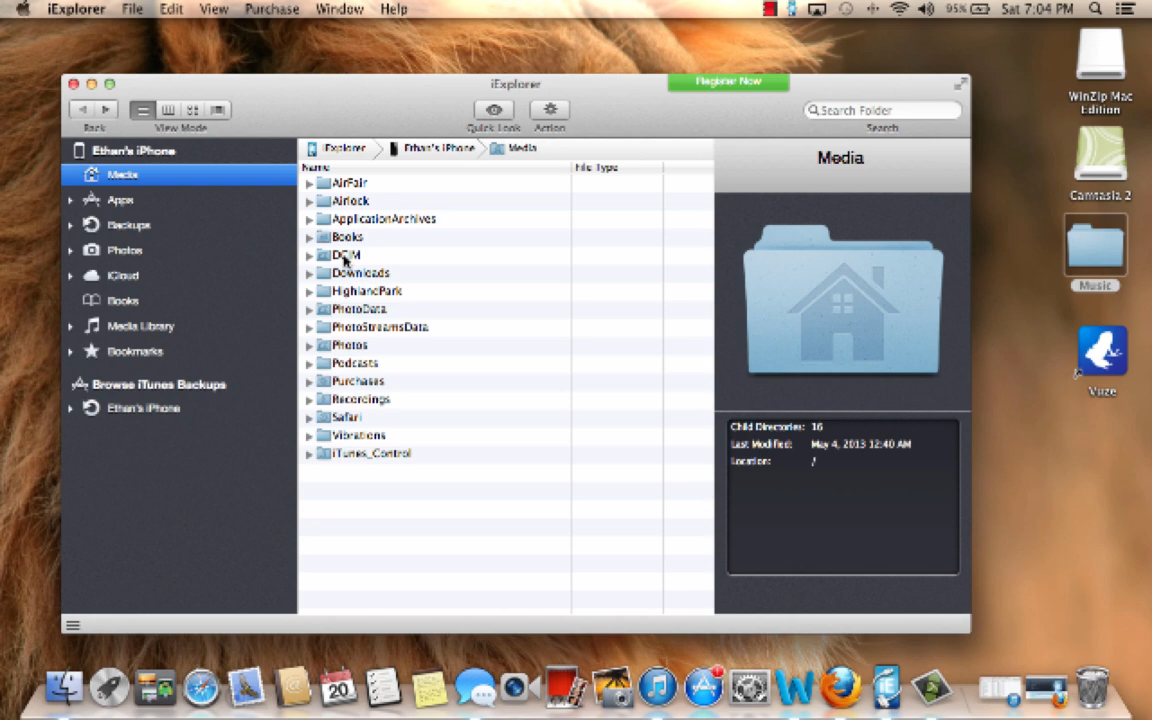 iExplorer File Edit View Purchase Window Help 95% Sat 7:04 PM
iExplorer
Register Now
Search Folder
Back View Mode Quick Look Action Search
Ethan's iPhone
Media
Apps
Backups
Photos
iCloud
Books
Media Library
Bookmarks
Browse iTunes Backups
Ethan's iPhone
iExplorer Ethan's iPhone Media
Name File Type
AirFair
Airlock
ApplicationArchives
Books
DCIM
Downloads
HighlandPark
PhotoData
PhotoStreamsData
Photos
Podcasts
Purchases
Recordings
Safari
Vibrations
iTunes_Control
Media
Child Directories: 16
Last Modified: May 4, 2013 12:40 AM
Location: /
WinZip Mac
Edition
Camtasia 2
Music
Vuze
20